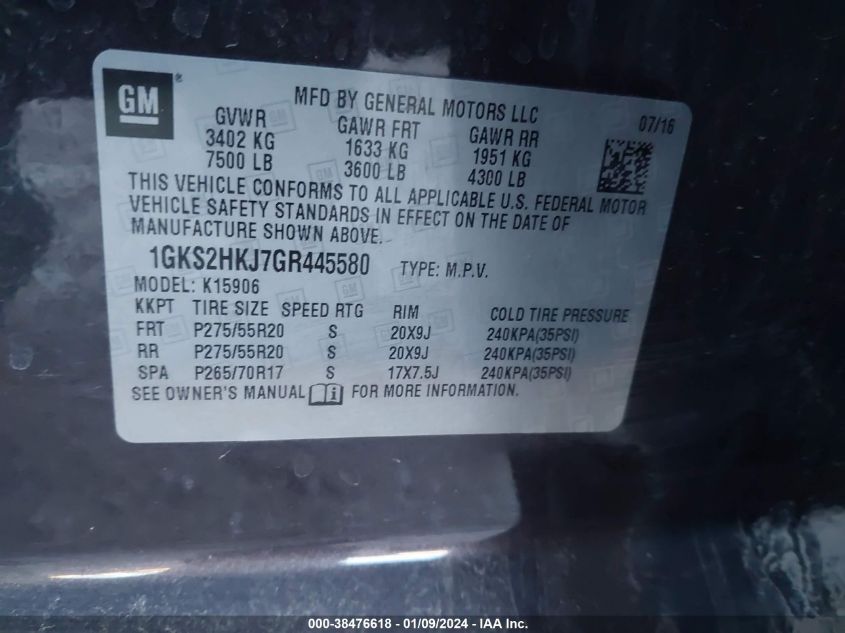 GM ®
MFD BY GENERAL MOTORS LLC
07/16
GVWR GAWR FRT GAWR RR
3402 KG 1633 KG 1951 KG
7500 LB 3600 LB 4300 LB
THIS VEHICLE CONFORMS TO ALL APPLICABLE U.S. FEDERAL MOTOR
VEHICLE SAFETY STANDARDS IN EFFECT ON THE DATE OF
MANUFACTURE SHOWN ABOVE.
1GKS2HKJ7GR445580 TYPE: M.P.V.
MODEL: K15906
KKPT TIRE SIZE SPEED RTG RIM COLD TIRE PRESSURE
FRT P275/55R20 S 20X9J 240KPA(35PSI)
RR P275/55R20 S 20X9J 240KPA(35PSI)
SPA P265/70R17 S 17X7.5J 240KPA(35PSI)
SEE OWNER'S MANUAL i FOR MORE INFORMATION.
000-38476618 - 01/09/2024 - IAA Inc.